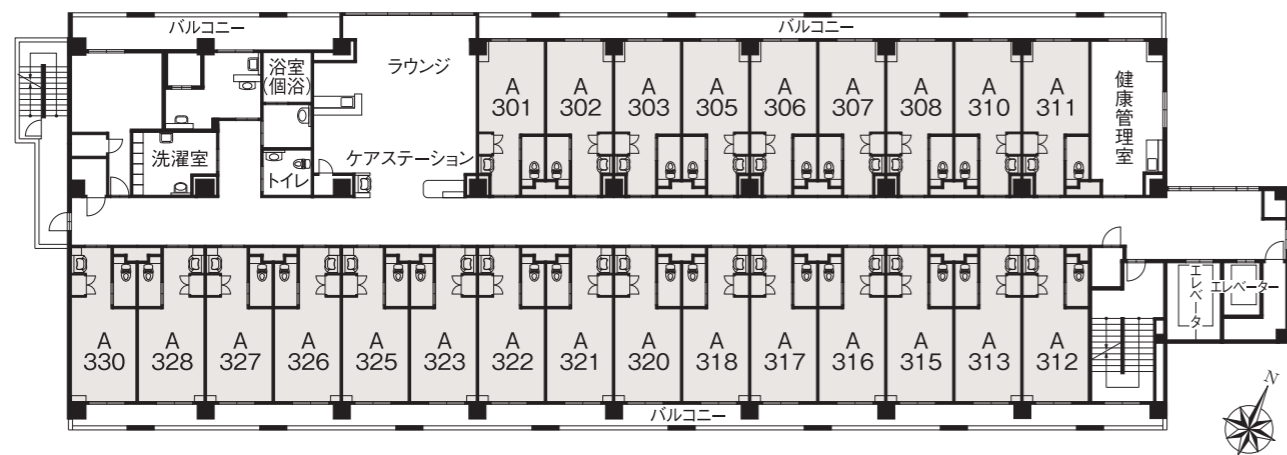 バルコニー
バルコニー
浴室
(個浴)
ラウンジ
A
301
A
302
A
303
A
305
A
306
A
307
A
308
A
310
A
311
健康管理室
洗濯室
トイレ
ケアステーション
A
330
A
328
A
327
A
326
A
325
A
323
A
322
A
321
A
320
A
318
A
317
A
316
A
315
A
313
A
312
エレベーター
エレベーター
バルコニー
N